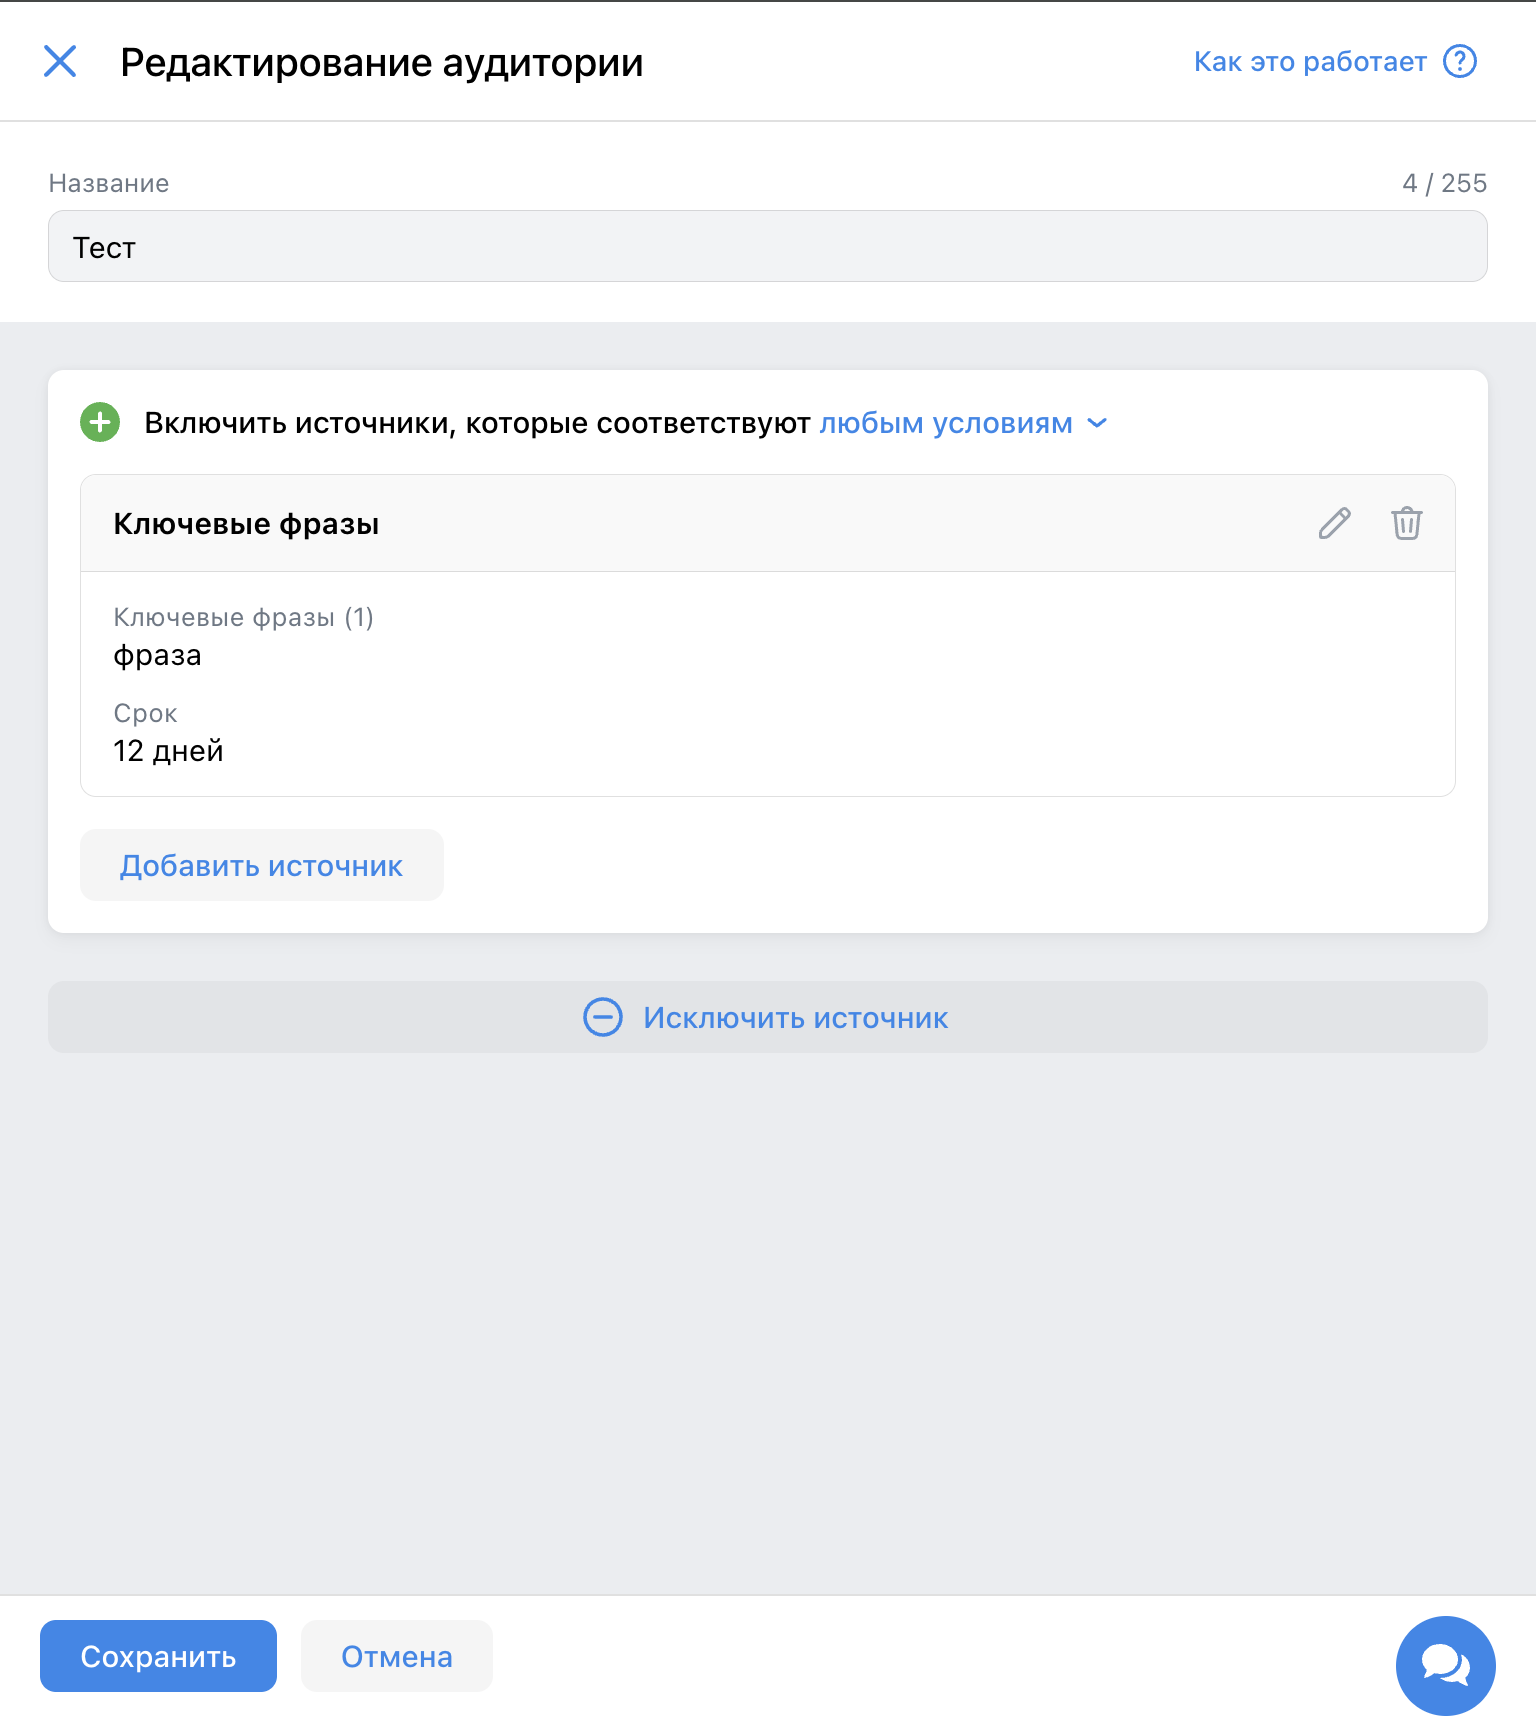 Редактирование аудитории
Как это работает
Название
4 / 255
Тест
Включить источники, которые соответствуют любым условиям
Ключевые фразы
Ключевые фразы (1)
фраза
Срок
12 дней
Добавить источник
Исключить источник
Сохранить
Отмена